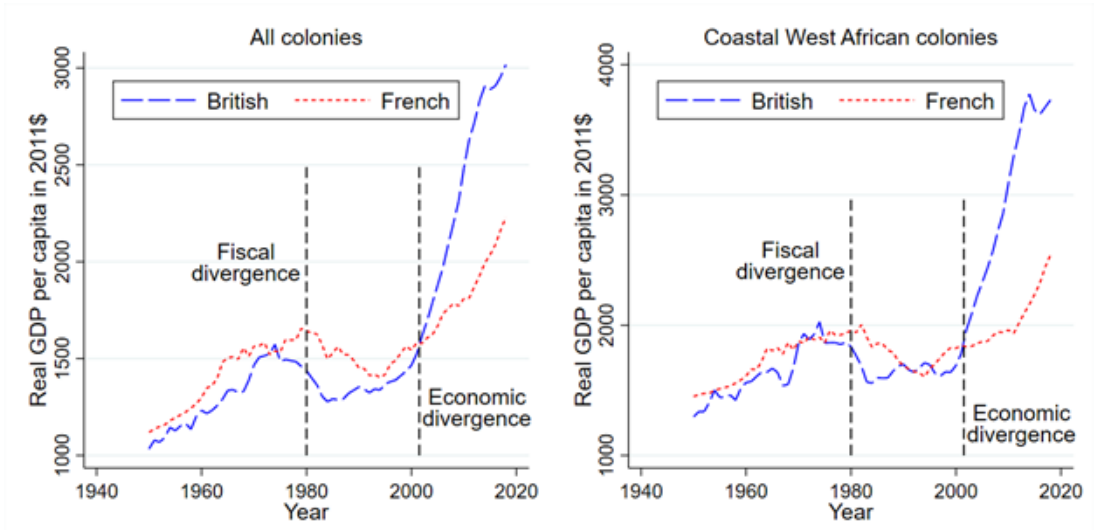 All colonies
British
French
Real GDP per capita in 2011$
3000
2500
2000
1500
1000
Fiscal
divergence
Economic
divergence
1940
1960
1980
2000
2020
Year
Coastal West African colonies
British
French
Real GDP per capita in 2011$
4000
3000
2000
1000
Fiscal
divergence
Economic
divergence
1940
1960
1980
2000
2020
Year